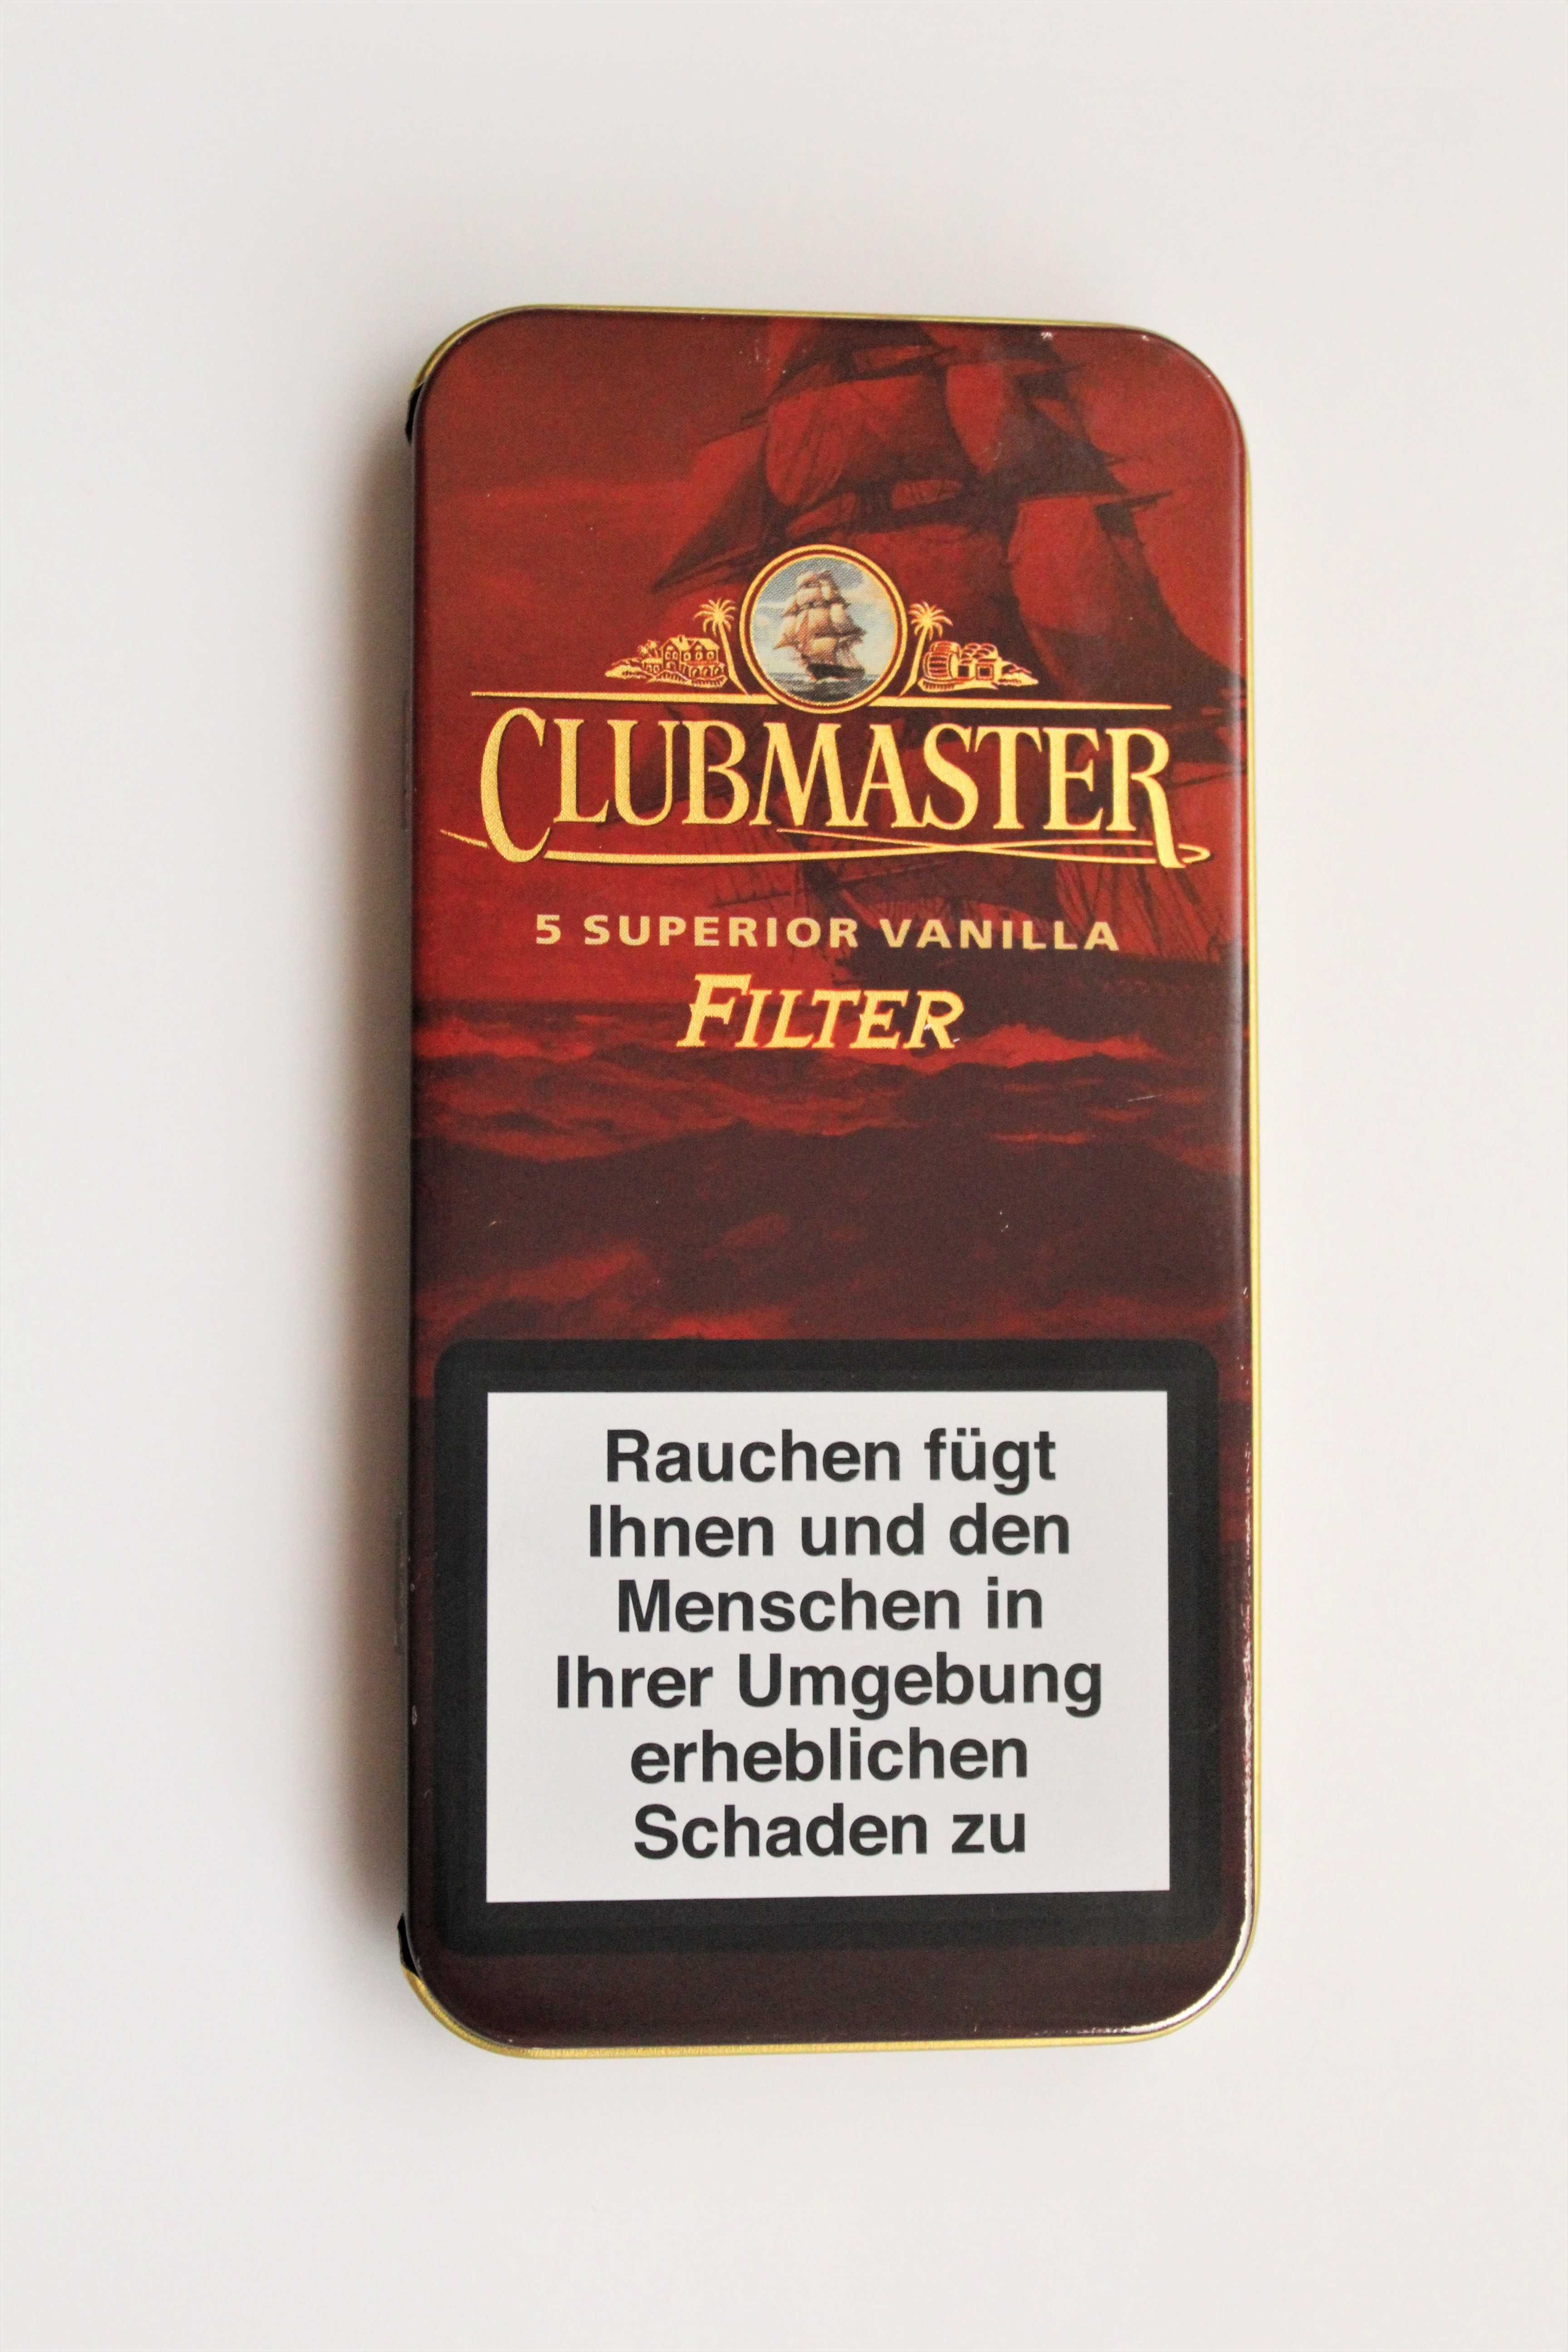 CLUBMASTER
5 SUPERIOR VANILLA
FILTER
Rauchen fügt
Ihnen und den
Menschen in
Ihrer Umgebung
erheblichen
Schaden zu